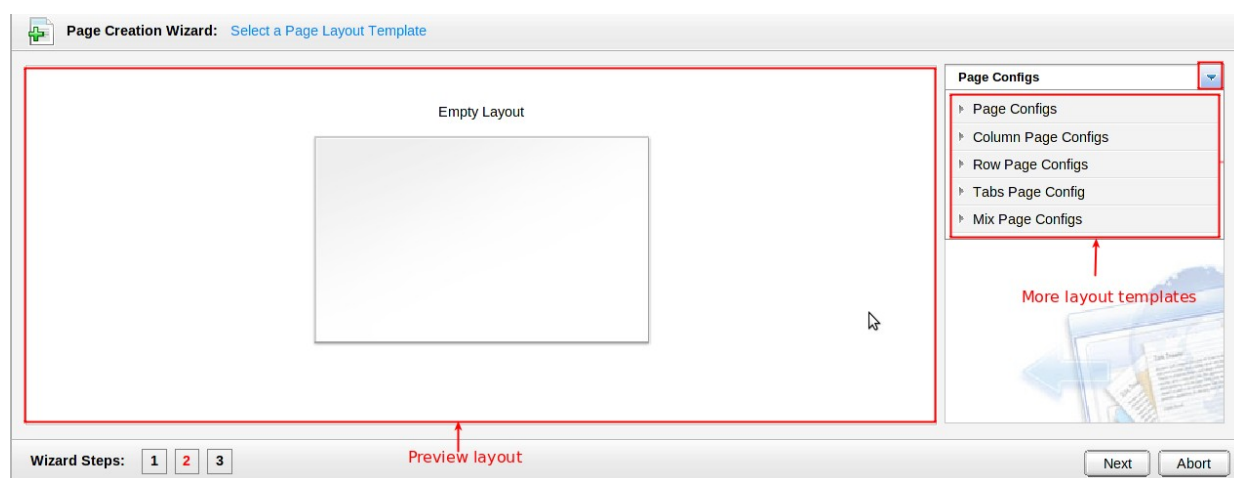 Page Creation Wizard: Select a Page Layout Template
Empty Layout
Page Configs
Page Configs
Column Page Configs
Row Page Configs
Tabs Page Config
Mix Page Configs
More layout templates
Preview layout
Wizard Steps: 1 2 3
Next Abort